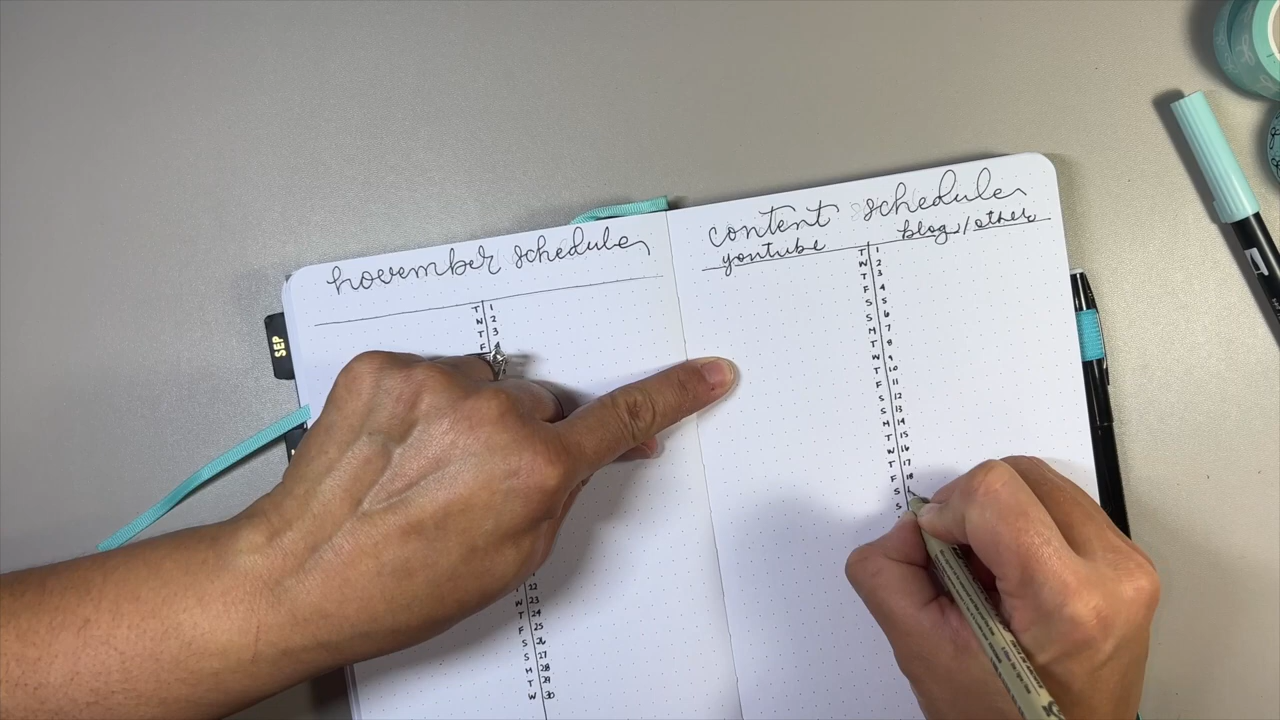 SEP
november schedule
T 1
W 2
T 3
F
T 22
W 23
T 24
F 25
S 26
S 27
M 28
T 29
W 30
content schedule
youtube blog/other
T 1
W 2
T 3
F 4
S 5
S 6
M 7
T 8
W 9
T 10
F 11
S 12
S 13
M 14
T 15
W 16
T 17
F 18
S
S